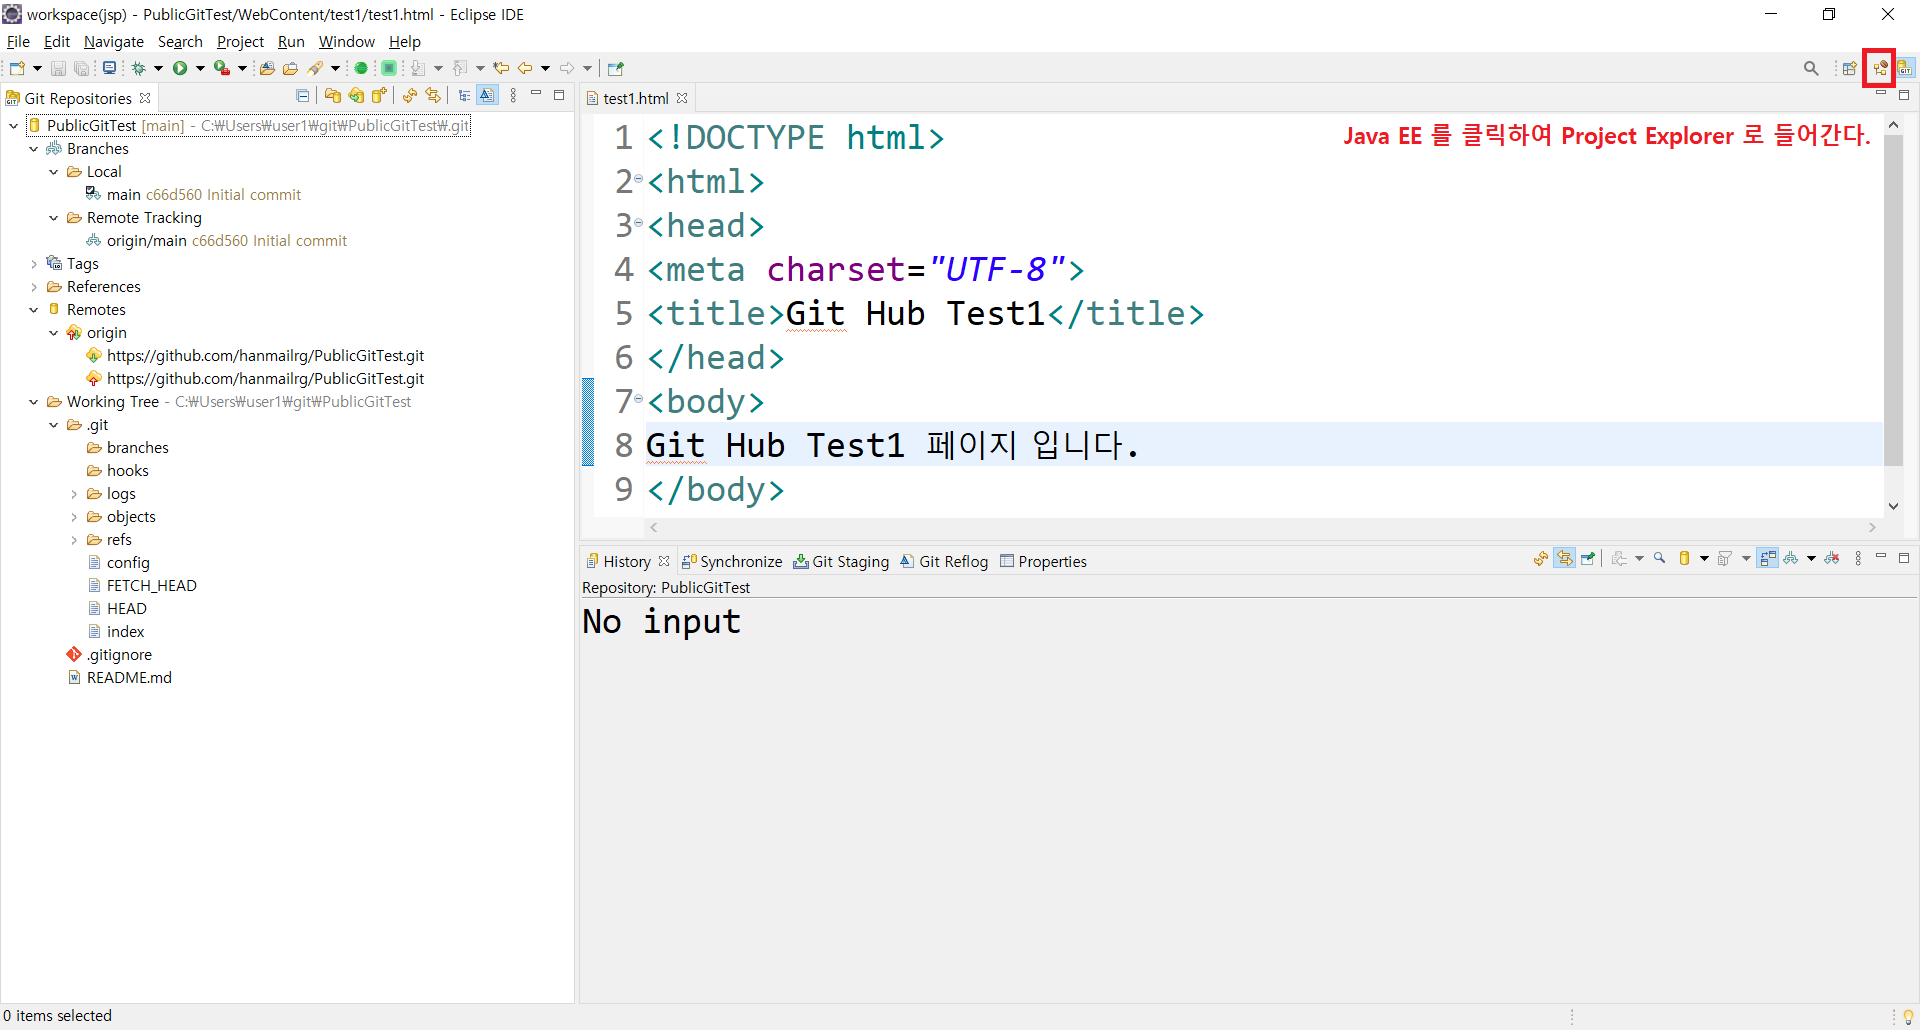 workspace(jsp) - PublicGitTest/WebContent/test1/test1.html - Eclipse IDE
File Edit Navigate Search Project Run Window Help
Git Repositories
PublicGitTest [main] - C:₩Users₩user1₩git₩PublicGitTest₩.git
Branches
Local
main c66d560 Initial commit
Remote Tracking
origin/main c66d560 Initial commit
Tags
References
Remotes
origin
https://github.com/hanmailrg/PublicGitTest.git
https://github.com/hanmailrg/PublicGitTest.git
Working Tree - C:₩Users₩user1₩git₩PublicGitTest
.git
branches
hooks
logs
objects
refs
config
FETCH_HEAD
HEAD
index
.gitignore
README.md
test1.html
Java EE 를 클릭하여 Project Explorer 로 들어간다.
1 <!DOCTYPE html>
2 <html>
3 <head>
4 <meta charset="UTF-8">
5 <title>Git Hub Test1</title>
6 </head>
7 <body>
8 Git Hub Test1 페이지 입니다.
9 </body>
History Synchronize Git Staging Git Reflog Properties
Repository: PublicGitTest
No input
0 items selected